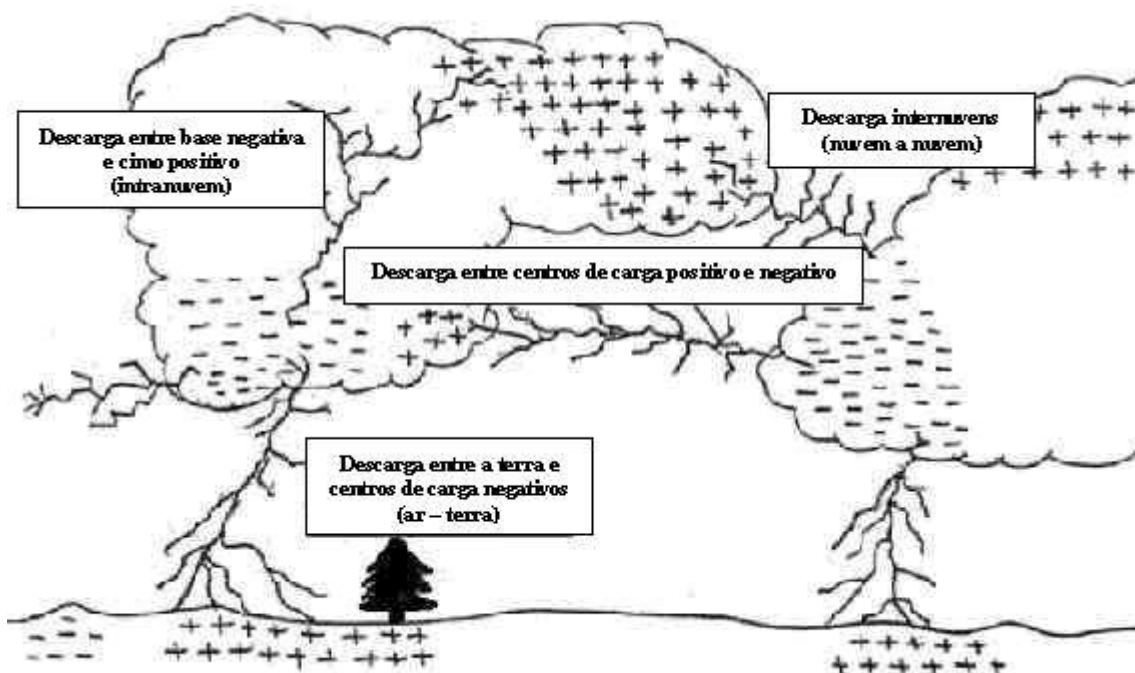 Descarga entre base negativa
e cimo positivo
(intranuvem)
Descarga internuvens
(nuvem a nuvem)
Descarga entre centros de carga positivo e negativo
Descarga entre a terra e
centros de carga negativos
(ar – terra)